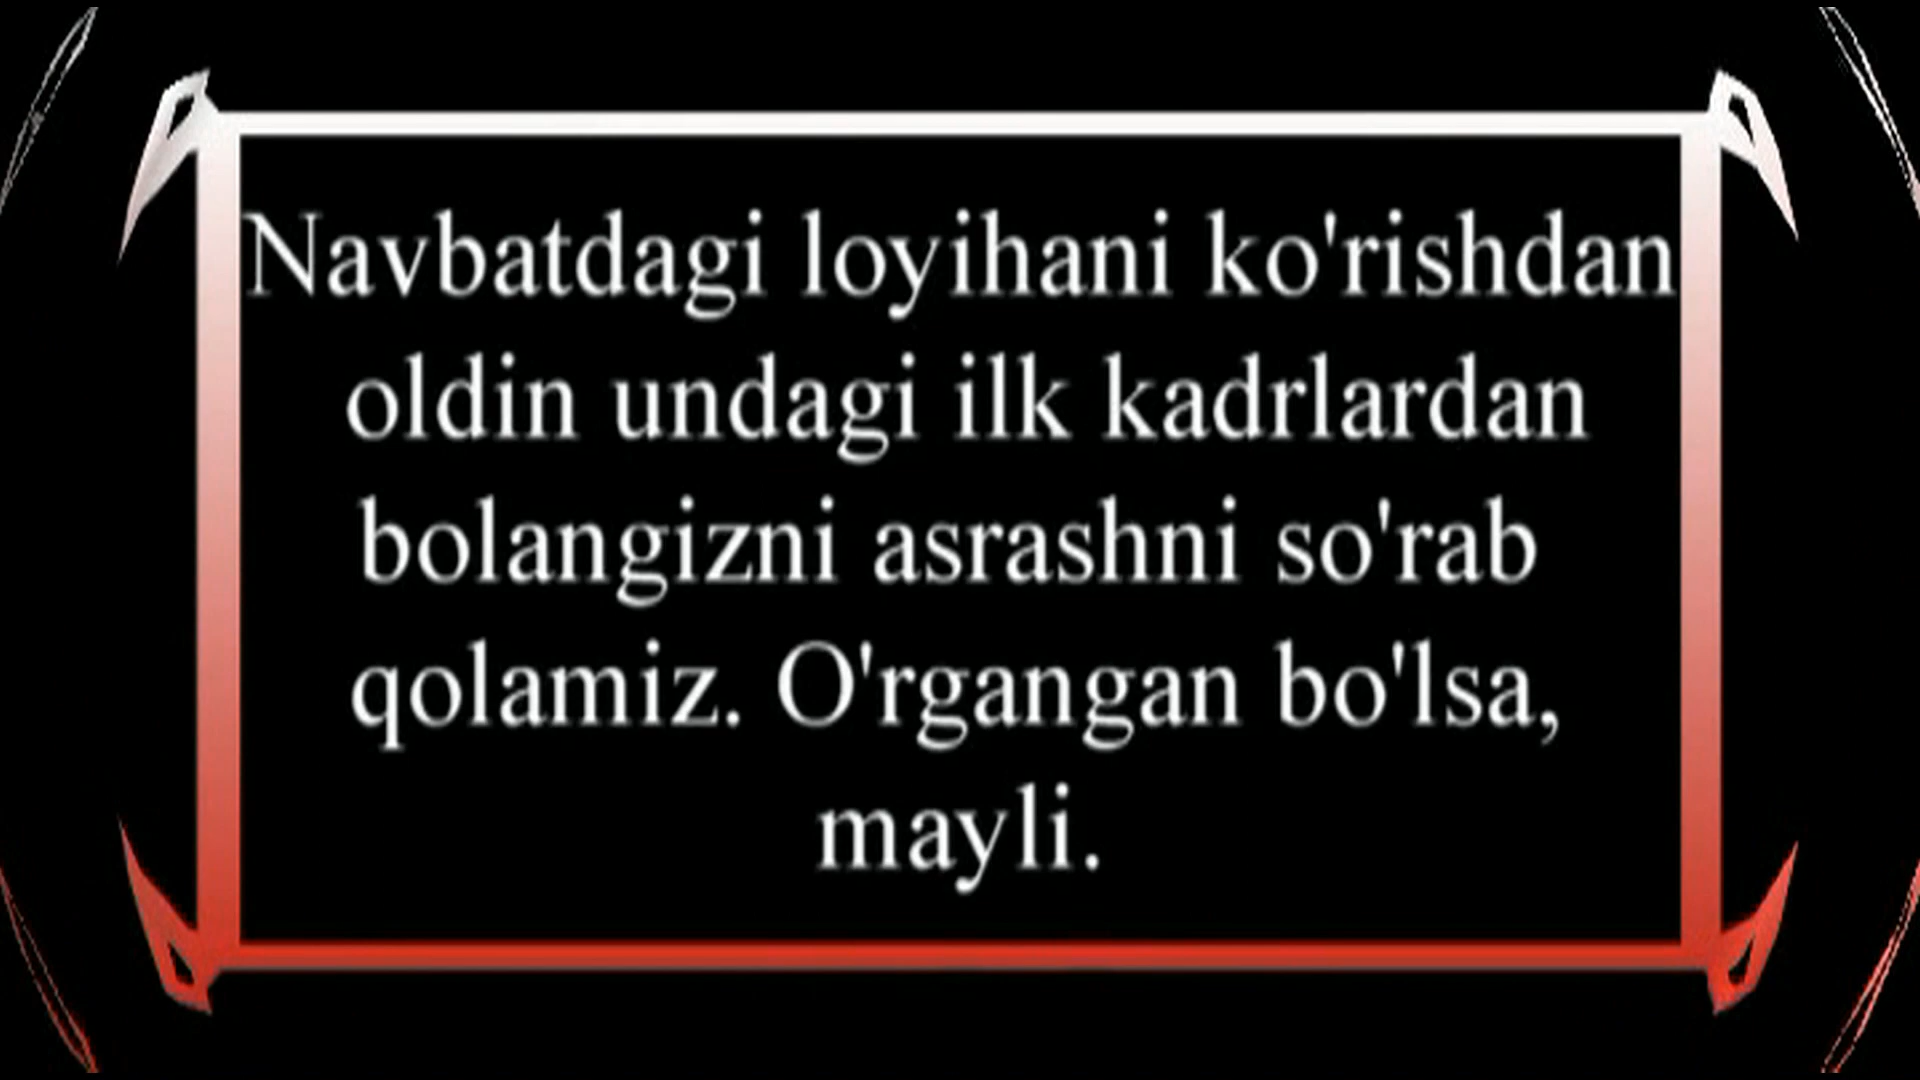 Navbatdagi loyihani ko'rishdan
oldin undagi ilk kadrlardan
bolangizni asrashni so'rab
qolamiz. O'rgangan bo'lsa,
mayli.